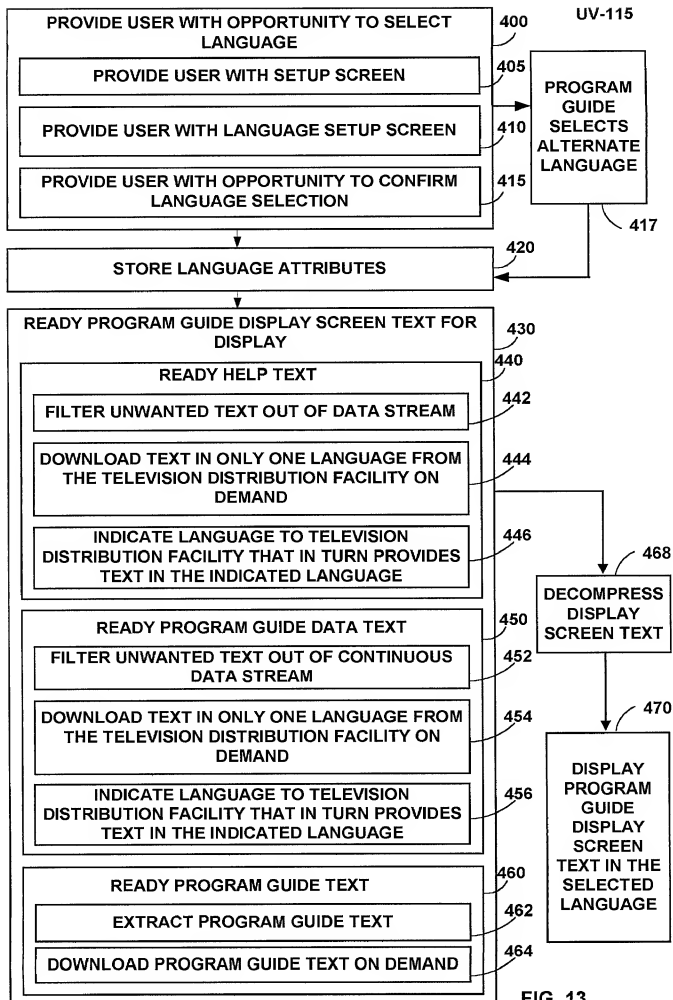 PROVIDE USER WITH OPPORTUNITY TO SELECT
LANGUAGE
400
UV-115
PROVIDE USER WITH SETUP SCREEN
405
PROVIDE USER WITH LANGUAGE SETUP SCREEN
410
PROVIDE USER WITH OPPORTUNITY TO CONFIRM
LANGUAGE SELECTION
415
PROGRAM
GUIDE
SELECTS
ALTERNATE
LANGUAGE
417
STORE LANGUAGE ATTRIBUTES
420
READY PROGRAM GUIDE DISPLAY SCREEN TEXT FOR
DISPLAY
430
READY HELP TEXT
440
FILTER UNWANTED TEXT OUT OF DATA STREAM
442
DOWNLOAD TEXT IN ONLY ONE LANGUAGE FROM
THE TELEVISION DISTRIBUTION FACILITY ON
DEMAND
444
INDICATE LANGUAGE TO TELEVISION
DISTRIBUTION FACILITY THAT IN TURN PROVIDES
TEXT IN THE INDICATED LANGUAGE
446
READY PROGRAM GUIDE DATA TEXT
450
FILTER UNWANTED TEXT OUT OF CONTINUOUS
DATA STREAM
452
DOWNLOAD TEXT IN ONLY ONE LANGUAGE FROM
THE TELEVISION DISTRIBUTION FACILITY ON
DEMAND
454
INDICATE LANGUAGE TO TELEVISION
DISTRIBUTION FACILITY THAT IN TURN PROVIDES
TEXT IN THE INDICATED LANGUAGE
456
READY PROGRAM GUIDE TEXT
460
EXTRACT PROGRAM GUIDE TEXT
462
DOWNLOAD PROGRAM GUIDE TEXT ON DEMAND
464
468
DECOMPRESS
DISPLAY
SCREEN TEXT
470
DISPLAY
PROGRAM
GUIDE
DISPLAY
SCREEN
TEXT IN THE
SELECTED
LANGUAGE
FIG. 13